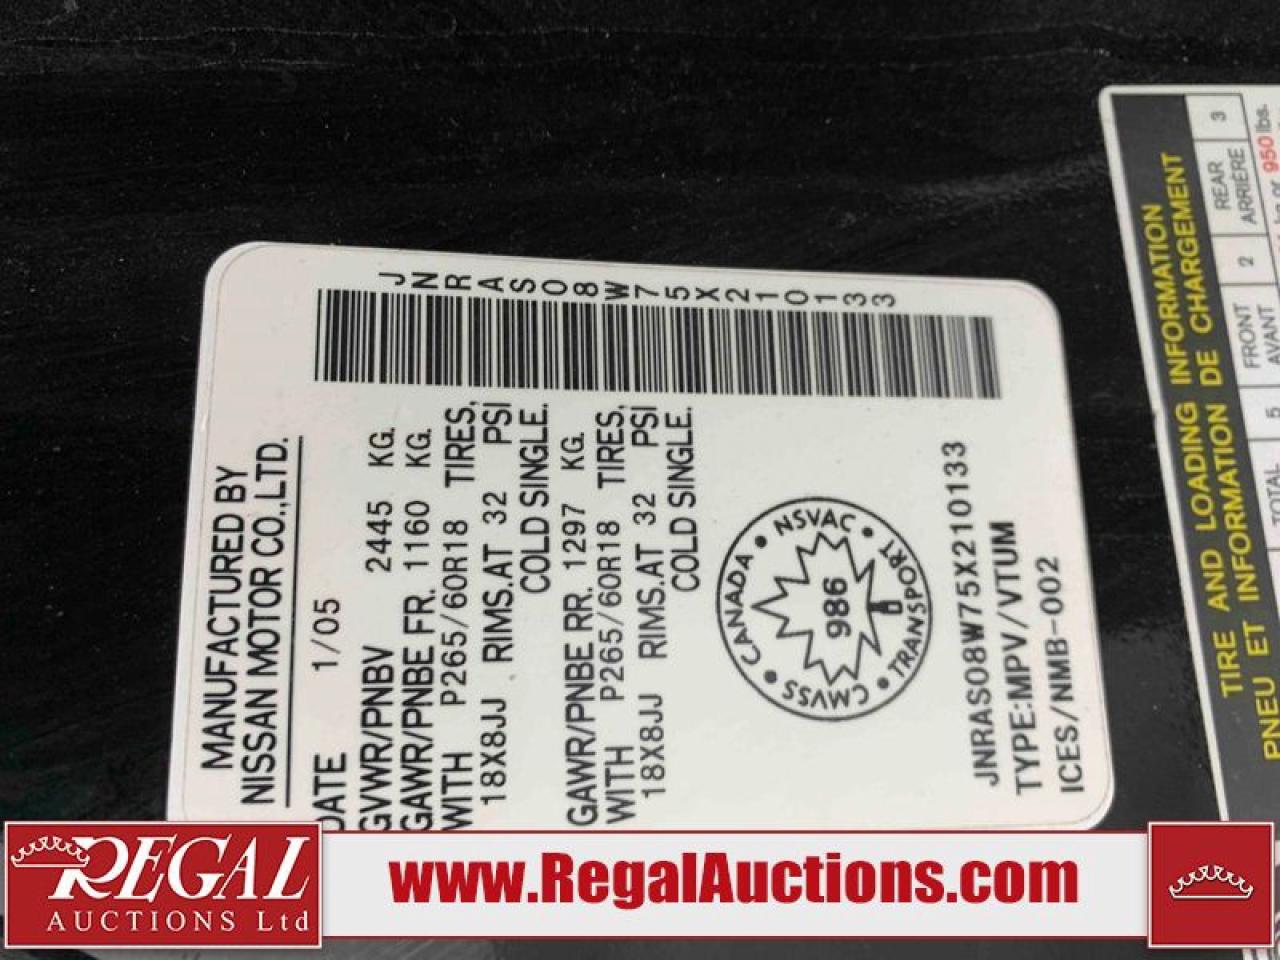 MANUFACTURED BY
NISSAN MOTOR CO.,LTD.
DATE 1/05
GVWR/PNBV 2445 KG.
GAWR/PNBE FR. 1160 KG.
WITH P265/60R18 TIRES,
18X8JJ RIMS.AT 32 PSI
COLD SINGLE.
GAWR/PNBE RR. 1297 KG.
WITH P265/60R18 TIRES,
18X8JJ RIMS.AT 32 PSI
COLD SINGLE.
JNRAS08W75X210133
CANADA • NSVAC • TRANSPORT • CMVSS •
986
JNRAS08W75X210133
TYPE:MPV/VTUM
ICES/NMB-002
TIRE AND LOADING INFORMATION
PNEU ET INFORMATION DE CHARGEMENT
TOTAL 5 FRONT AVANT 2 REAR ARRIÈRE 3
950 lbs.
REGAL
AUCTIONS Ltd
www.RegalAuctions.com